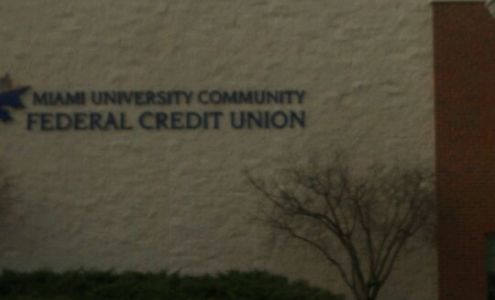 MIAMI UNIVERSITY COMMUNITY
FEDERAL CREDIT UNION